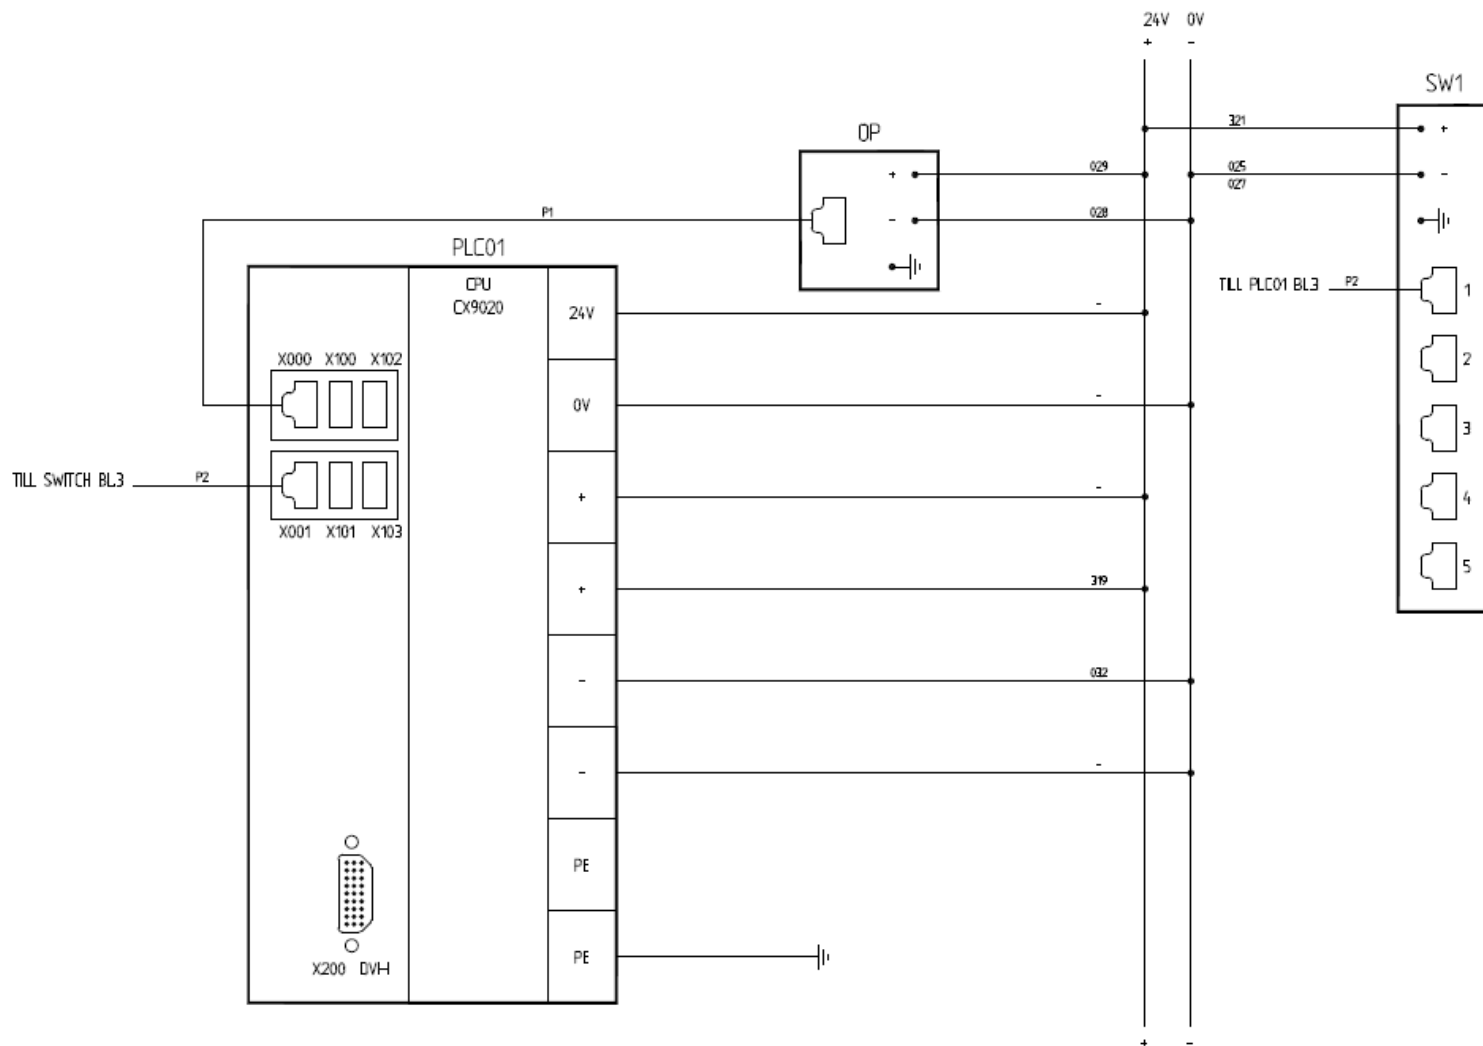 24V 0V
+ -
SW1
321 +
OP
+ 029 025 -
027
P1 - 028
PLC01
CPU
CX9020
TILL PLC01 BL3 P2 1
24V -
X000 X100 X102
2
0V -
3
TILL SWITCH BL3 P2
+ -
4
X001 X101 X103
5
+ 319
- 032
- -
PE
PE
X200 DVI-I
+ -